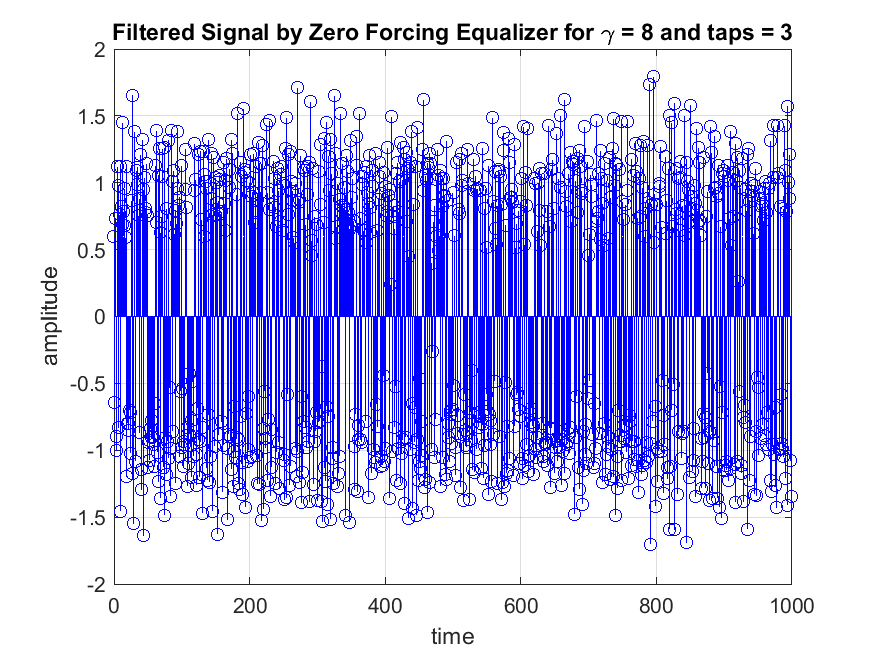 Filtered Signal by Zero Forcing Equalizer for γ = 8 and taps = 3
2
1.5
1
0.5
0
-0.5
-1
-1.5
-2
amplitude
0 200 400 600 800 1000
time